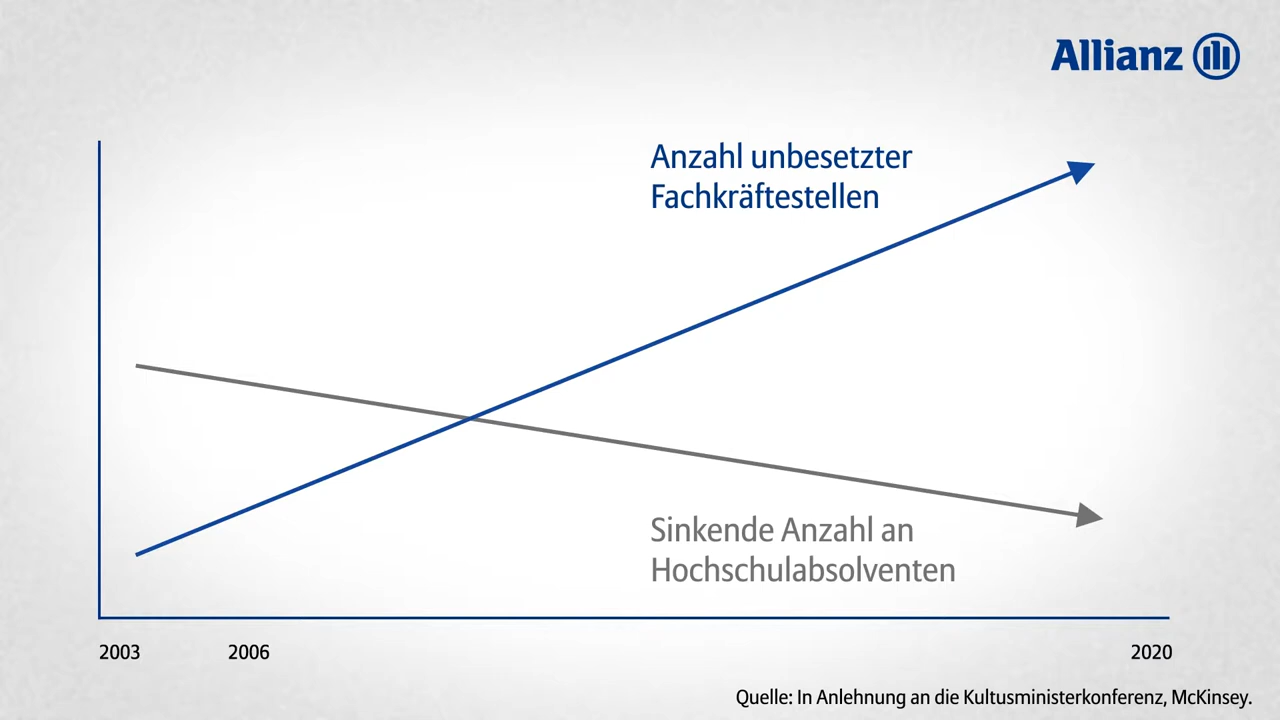 Allianz
Anzahl unbesetzter
Fachkräftestellen
Sinkende Anzahl an
Hochschulabsolventen
2003 2006 2020
Quelle: In Anlehnung an die Kultusministerkonferenz, McKinsey.